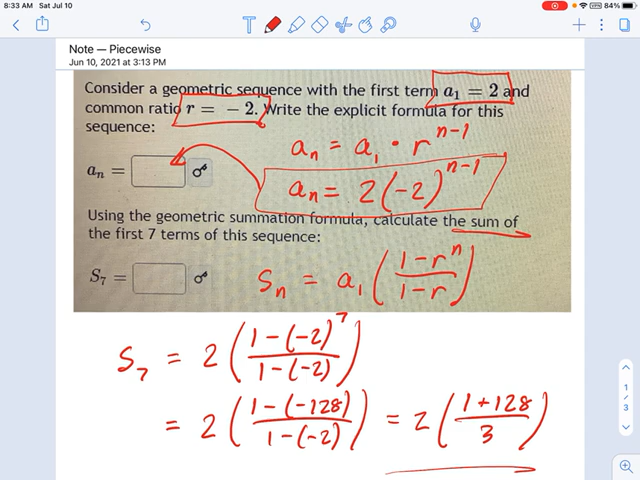 8:33 AM Sat Jul 10
84%
Note — Piecewise
Jun 10, 2021 at 3:13 PM
Consider a geometric sequence with the first term a₁ = 2 and
common ratio r = −2. Write the explicit formula for this
sequence:
aₙ = a₁ • r^(n−1)
aₙ =
aₙ = 2(−2)^(n−1)
Using the geometric summation formula, calculate the sum of
the first 7 terms of this sequence:
S₇ =
Sₙ = a₁ ((1−rⁿ)/(1−r))
S₇ = 2 ((1−(−2)⁷)/(1−(−2)))
= 2 ((1−(−128))/(1−(−2))) = 2 ((1+128)/3)
1
3